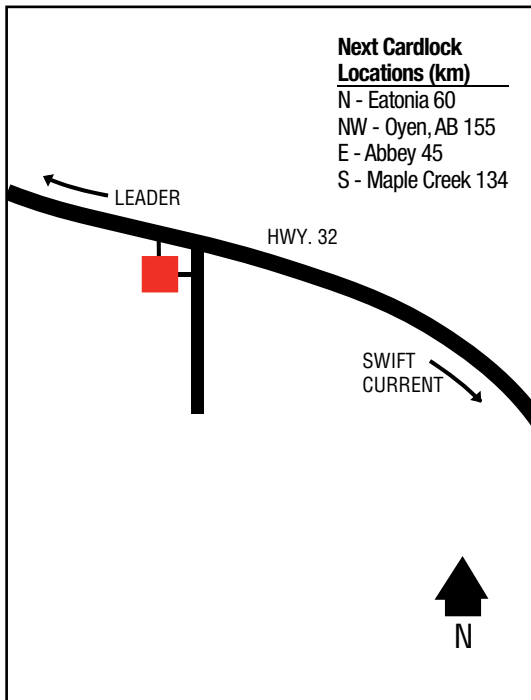 Next Cardlock
Locations (km)
N - Eatonia 60
NW - Oyen, AB 155
E - Abbey 45
S - Maple Creek 134
LEADER
HWY. 32
SWIFT
CURRENT
N